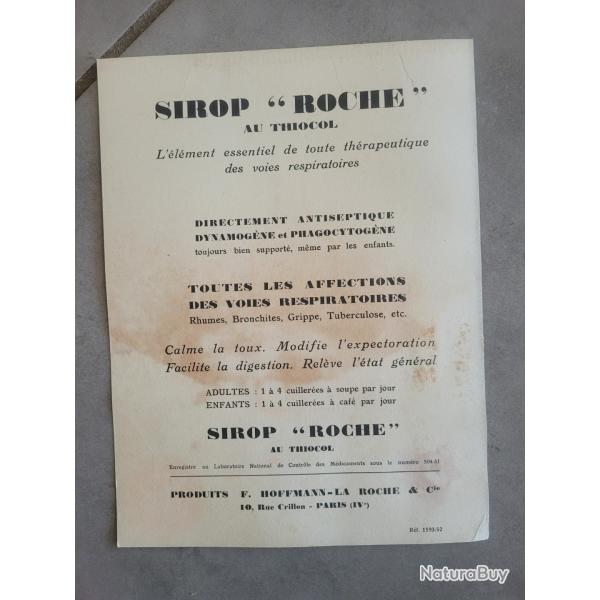 SIROP “ROCHE”
AU THIOCOL
L'élément essentiel de toute thérapeutique
des voies respiratoires
DIRECTEMENT ANTISEPTIQUE
DYNAMOGÈNE et PHAGOCYTOGÈNE
toujours bien supporté, même par les enfants.
TOUTES LES AFFECTIONS
DES VOIES RESPIRATOIRES
Rhumes, Bronchites, Grippe, Tuberculose, etc.
Calme la toux. Modifie l'expectoration
Facilite la digestion. Relève l'état général
ADULTES : 1 à 4 cuillerées à soupe par jour
ENFANTS : 1 à 4 cuillerées à café par jour
SIROP “ROCHE”
AU THIOCOL
Enregistré au Laboratoire National de Contrôle des Médicaments sous le numéro
PRODUITS F. HOFFMANN-LA ROCHE & Cie
10, Rue Crillon - PARIS (IVe)
Réf. 1593/52
NaturaBuy